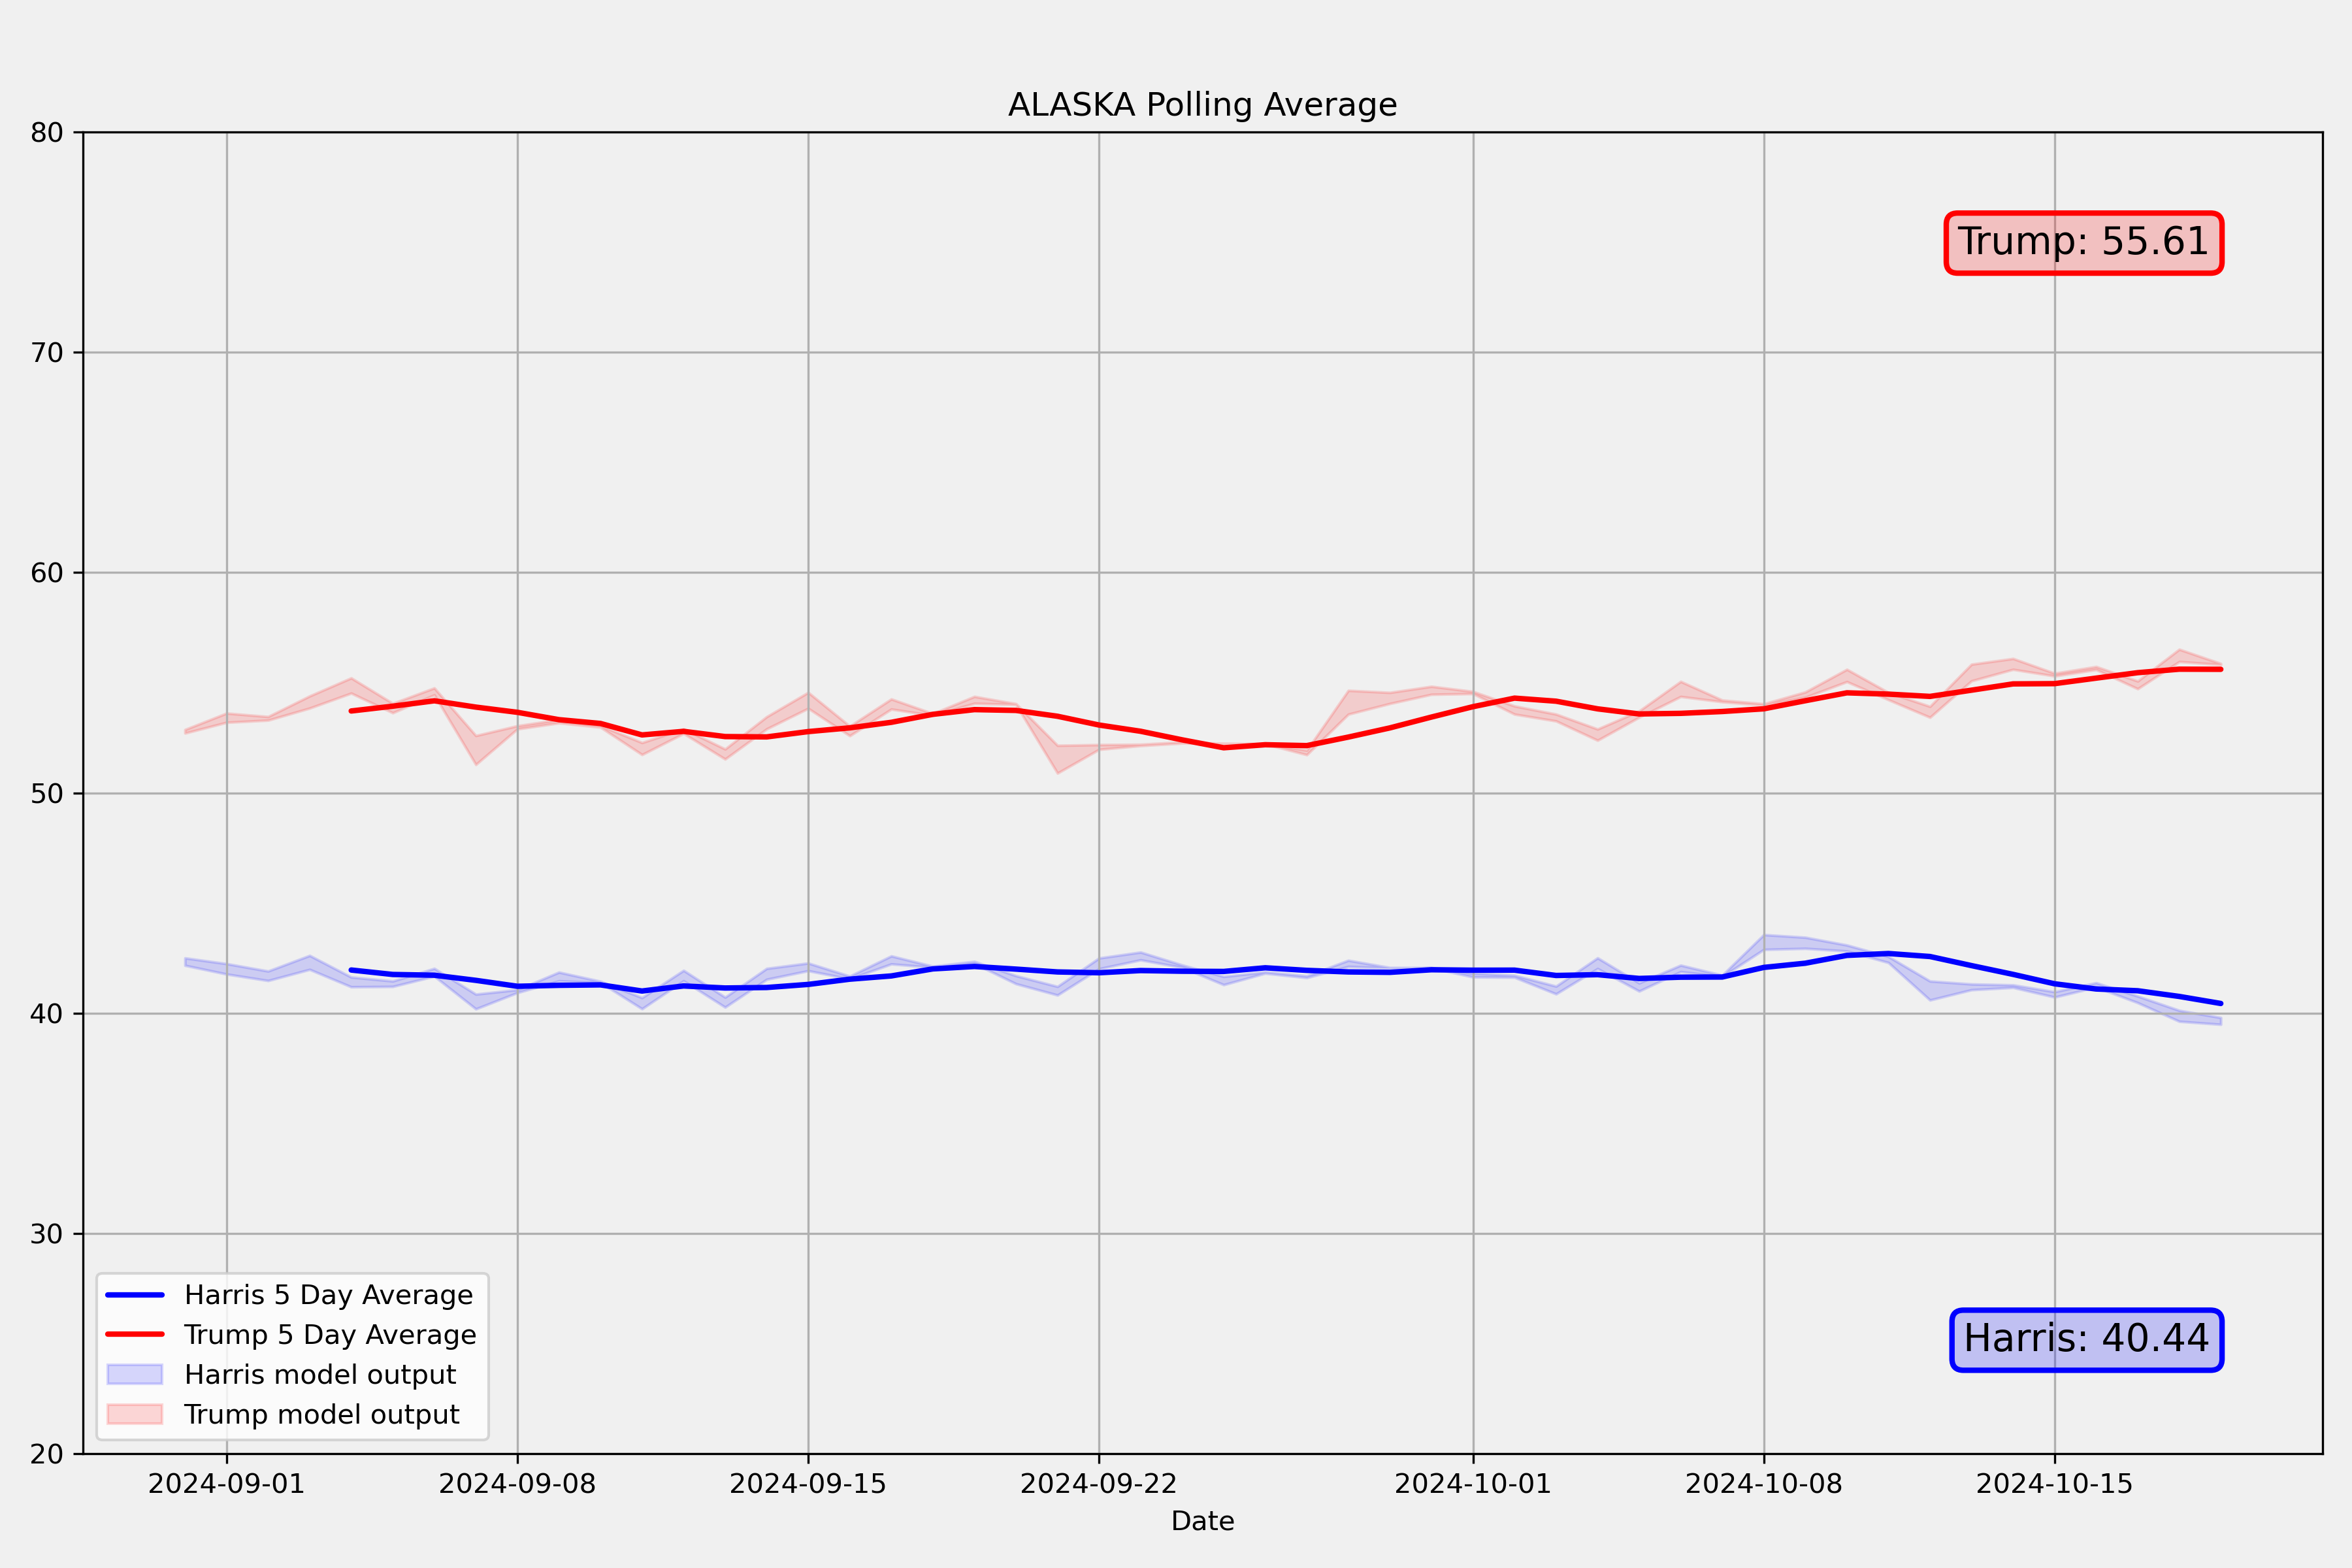 ALASKA Polling Average
80
70
60
50
40
30
20
Trump: 55.61
Harris: 40.44
Harris 5 Day Average
Trump 5 Day Average
Harris model output
Trump model output
2024-09-01
2024-09-08
2024-09-15
2024-09-22
2024-10-01
2024-10-08
2024-10-15
Date